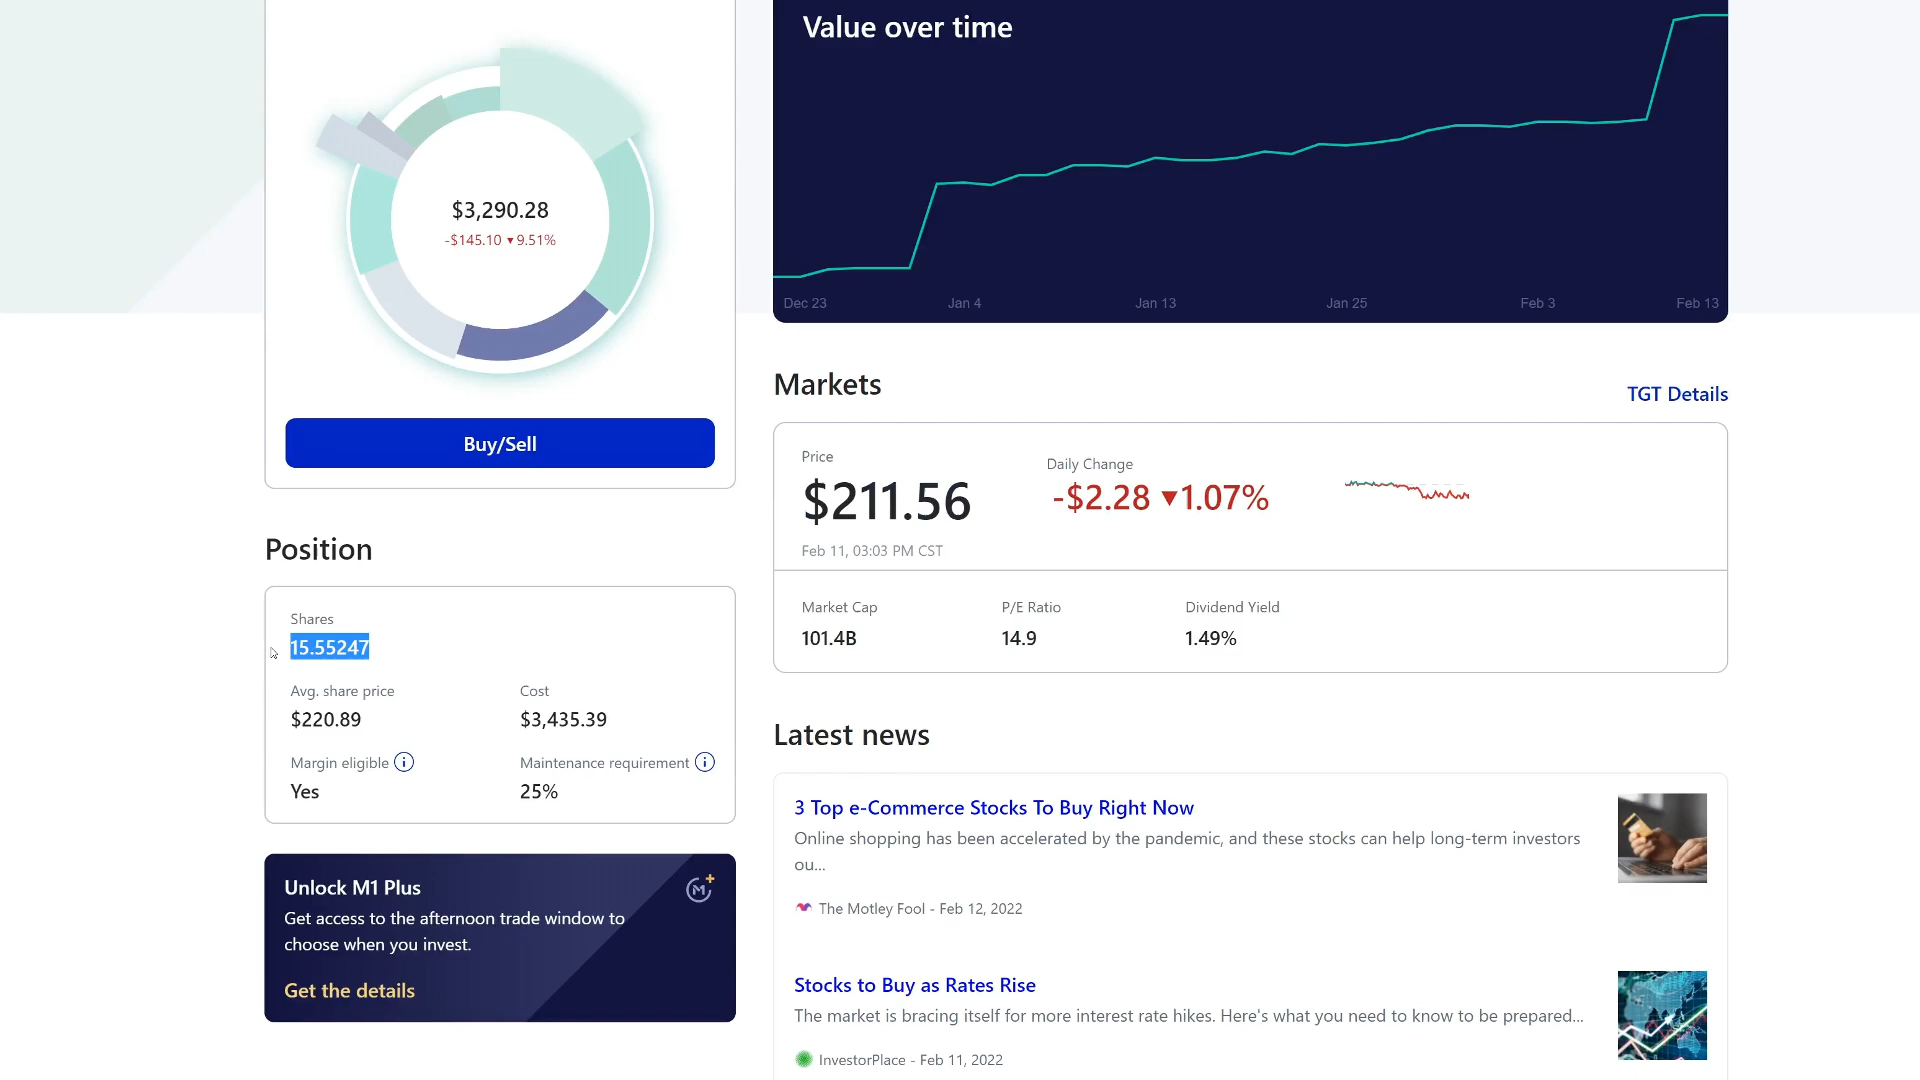 Value over time
$3,290.28
-$145.10 ▾ 9.51%
Dec 23 Jan 4 Jan 13 Jan 25 Feb 3 Feb 13
Buy/Sell
Markets
TGT Details
Price
$211.56
Feb 11, 03:03 PM CST
Daily Change
-$2.28 ▼1.07%
Market Cap
101.4B
P/E Ratio
14.9
Dividend Yield
1.49%
Position
Shares
15.55247
Avg. share price
$220.89
Cost
$3,435.39
Margin eligible
Yes
Maintenance requirement
25%
Unlock M1 Plus
Get access to the afternoon trade window to
choose when you invest.
Get the details
Latest news
3 Top e-Commerce Stocks To Buy Right Now
Online shopping has been accelerated by the pandemic, and these stocks can help long-term investors
ou...
The Motley Fool - Feb 12, 2022
Stocks to Buy as Rates Rise
The market is bracing itself for more interest rate hikes. Here's what you need to know to be prepared...
InvestorPlace - Feb 11, 2022